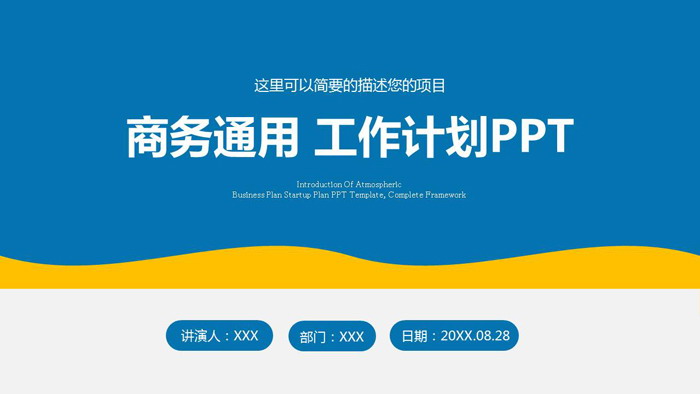 这里可以简要的描述您的项目
商务通用 工作计划PPT
Introduction Of Atmospheric
Business Plan Startup Plan PPT Template, Complete Framework
讲演人：XXX
部门：XXX
日期：20XX.08.28